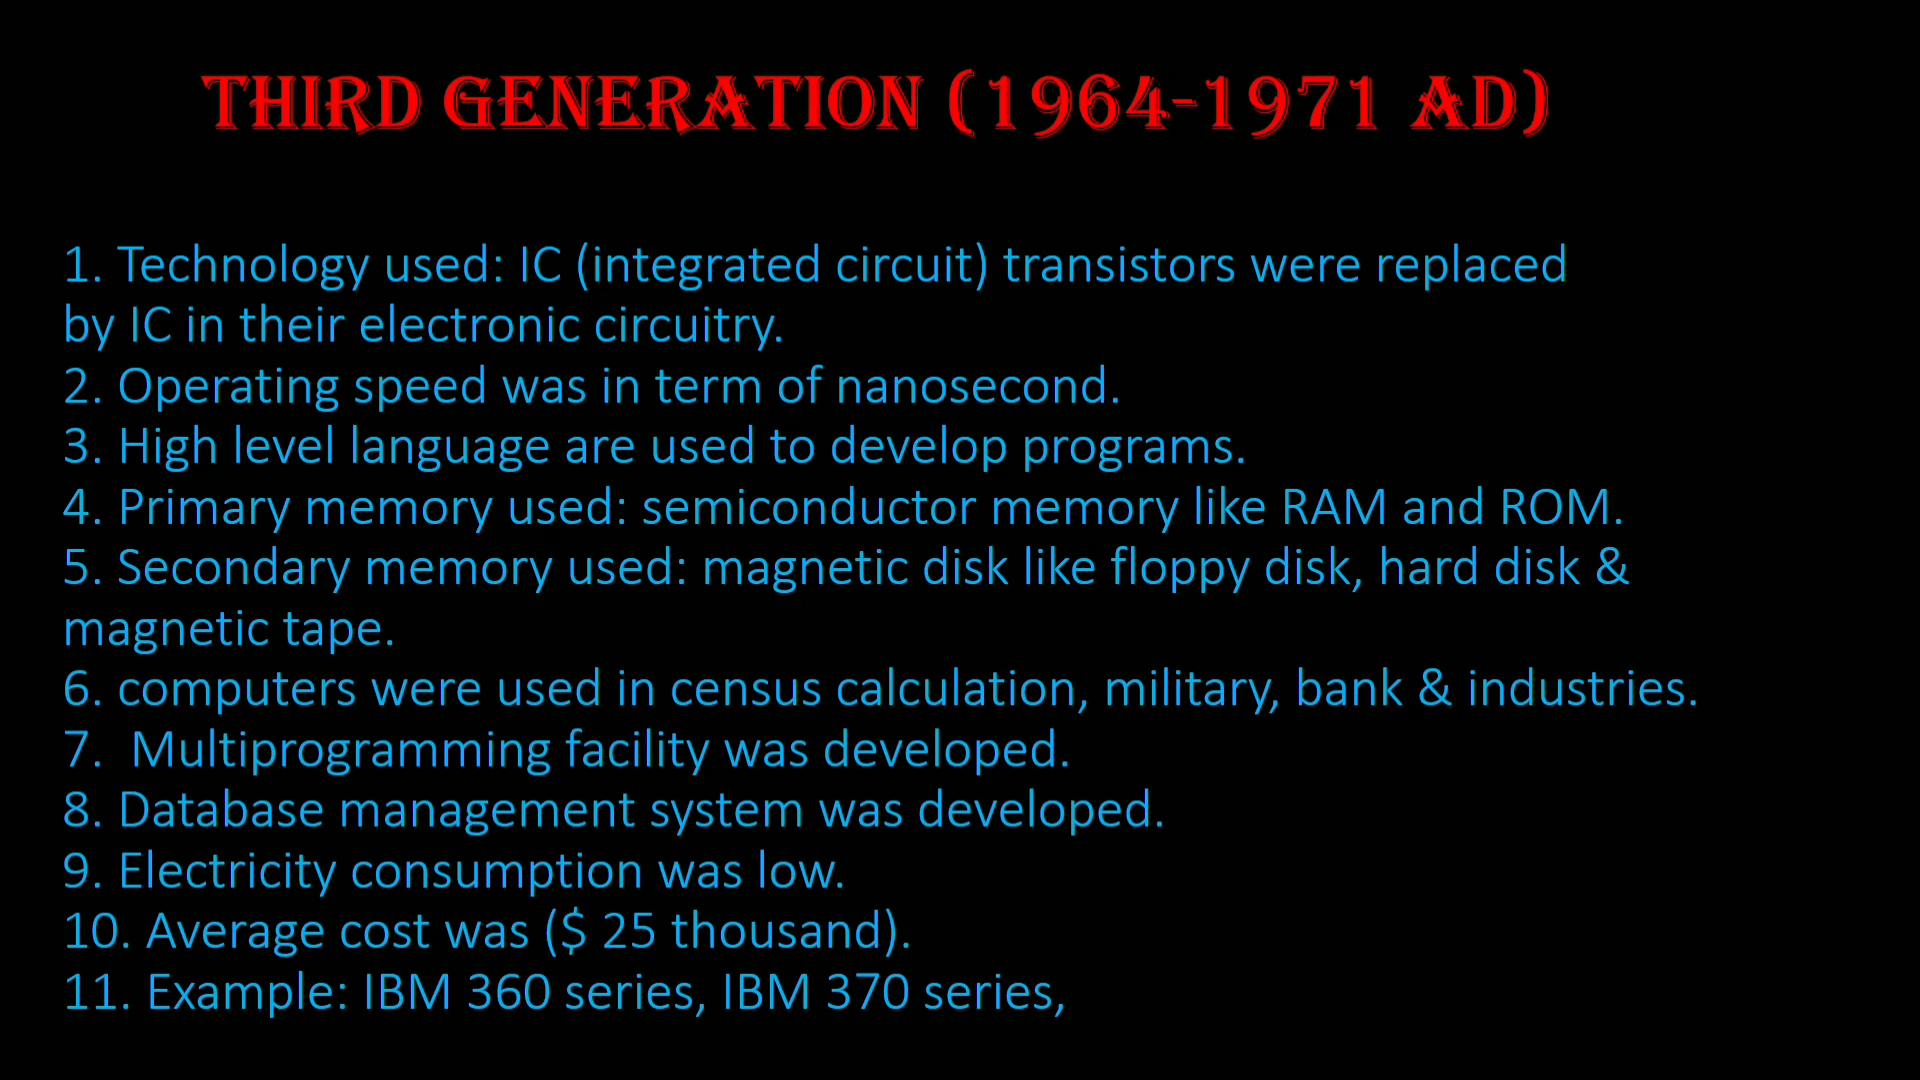 THIRD GENERATION (1964-1971 AD)
1. Technology used: IC (integrated circuit) transistors were replaced
by IC in their electronic circuitry.
2. Operating speed was in term of nanosecond.
3. High level language are used to develop programs.
4. Primary memory used: semiconductor memory like RAM and ROM.
5. Secondary memory used: magnetic disk like floppy disk, hard disk &
magnetic tape.
6. computers were used in census calculation, military, bank & industries.
7.  Multiprogramming facility was developed.
8. Database management system was developed.
9. Electricity consumption was low.
10. Average cost was ($ 25 thousand).
11. Example: IBM 360 series, IBM 370 series,